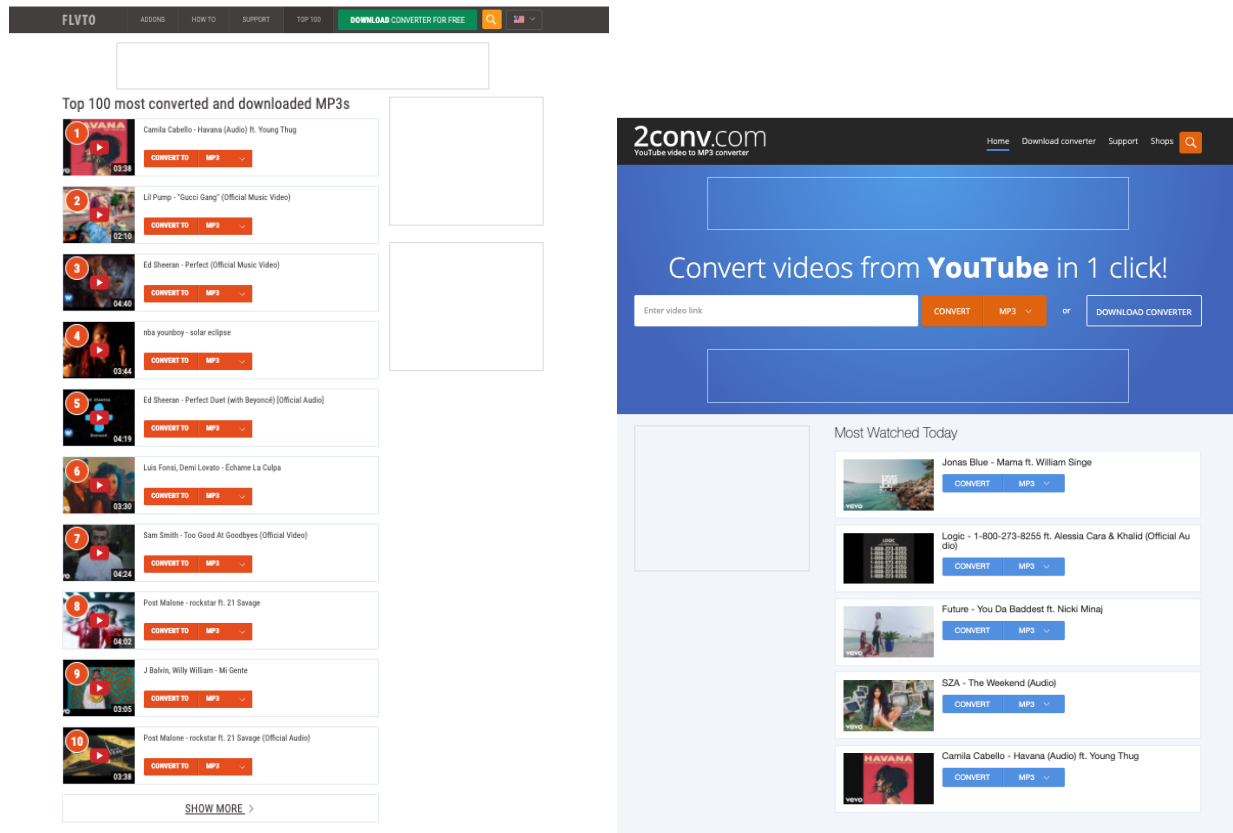 FLVTO
ADDONS
HOW TO
SUPPORT
TOP 100
DOWNLOAD CONVERTER FOR FREE
Top 100 most converted and downloaded MP3s
HAVANA
1
03:38
Camila Cabello - Havana (Audio) ft. Young Thug
CONVERT TO MP3
2
02:10
Lil Pump - "Gucci Gang" (Official Music Video)
CONVERT TO MP3
3
04:40
Ed Sheeran - Perfect (Official Music Video)
CONVERT TO MP3
4
03:44
nba younboy - solar eclipse
CONVERT TO MP3
5
04:19
Ed Sheeran - Perfect Duet (with Beyoncé) [Official Audio]
CONVERT TO MP3
6
03:30
Luis Fonsi, Demi Lovato - Échame La Culpa
CONVERT TO MP3
7
04:24
Sam Smith - Too Good At Goodbyes (Official Video)
CONVERT TO MP3
8
04:02
Post Malone - rockstar ft. 21 Savage
CONVERT TO MP3
9
03:05
J Balvin, Willy William - Mi Gente
CONVERT TO MP3
10
03:38
Post Malone - rockstar ft. 21 Savage (Official Audio)
CONVERT TO MP3
SHOW MORE
2conv.com
YouTube video to MP3 converter
Home
Download converter
Support
Shops
Convert videos from YouTube in 1 click!
Enter video link
CONVERT MP3
or
DOWNLOAD CONVERTER
Most Watched Today
vevo
Jonas Blue - Mama ft. William Singe
CONVERT MP3
LOGIC
1-800-273-8255
Logic - 1-800-273-8255 ft. Alessia Cara & Khalid (Official Au
dio)
CONVERT MP3
vevo
Future - You Da Baddest ft. Nicki Minaj
CONVERT MP3
vevo
SZA - The Weekend (Audio)
CONVERT MP3
HAVANA
vevo
Camila Cabello - Havana (Audio) ft. Young Thug
CONVERT MP3